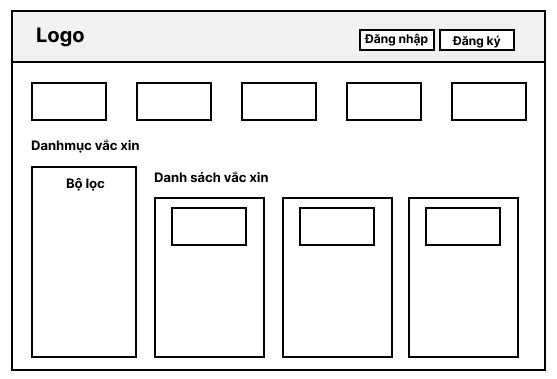 Logo
Đăng nhập
Đăng ký
Danhmục vắc xin
Bộ lọc
Danh sách vắc xin